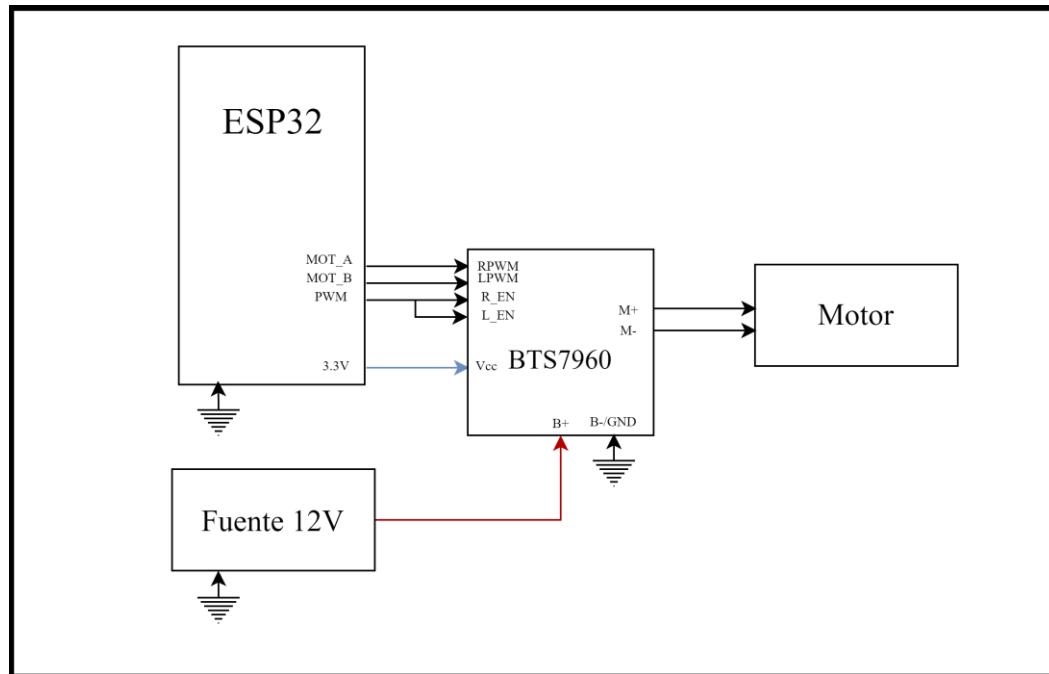 ESP32
MOT_A
MOT_B
PWM
3.3V
RPWM
LPWM
R_EN
L_EN
Vcc
BTS7960
M+
M-
B+
B-/GND
Motor
Fuente 12V